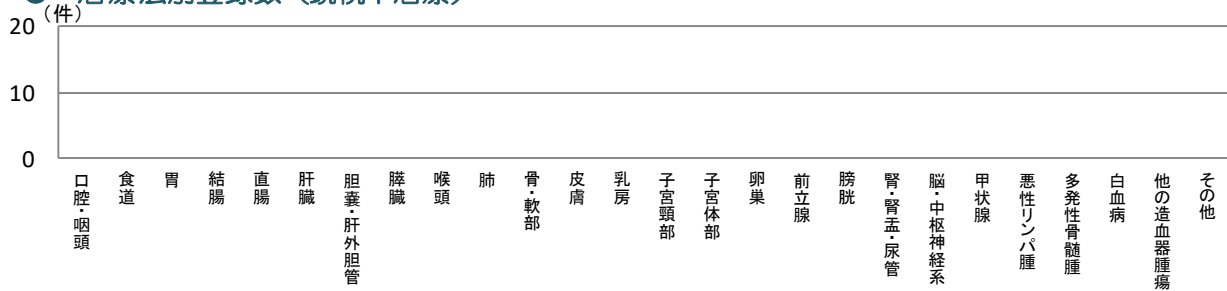 （件）
20
10
0
口腔・咽頭
食道
胃
結腸
直腸
肝臓
胆嚢・肝外胆管
膵臓
喉頭
肺
骨・軟部
皮膚
乳房
子宮頸部
子宮体部
卵巣
前立腺
膀胱
腎・腎盂・尿管
脳・中枢神経系
甲状腺
悪性リンパ腫
多発性骨髄腫
白血病
他の造血器腫瘍
その他